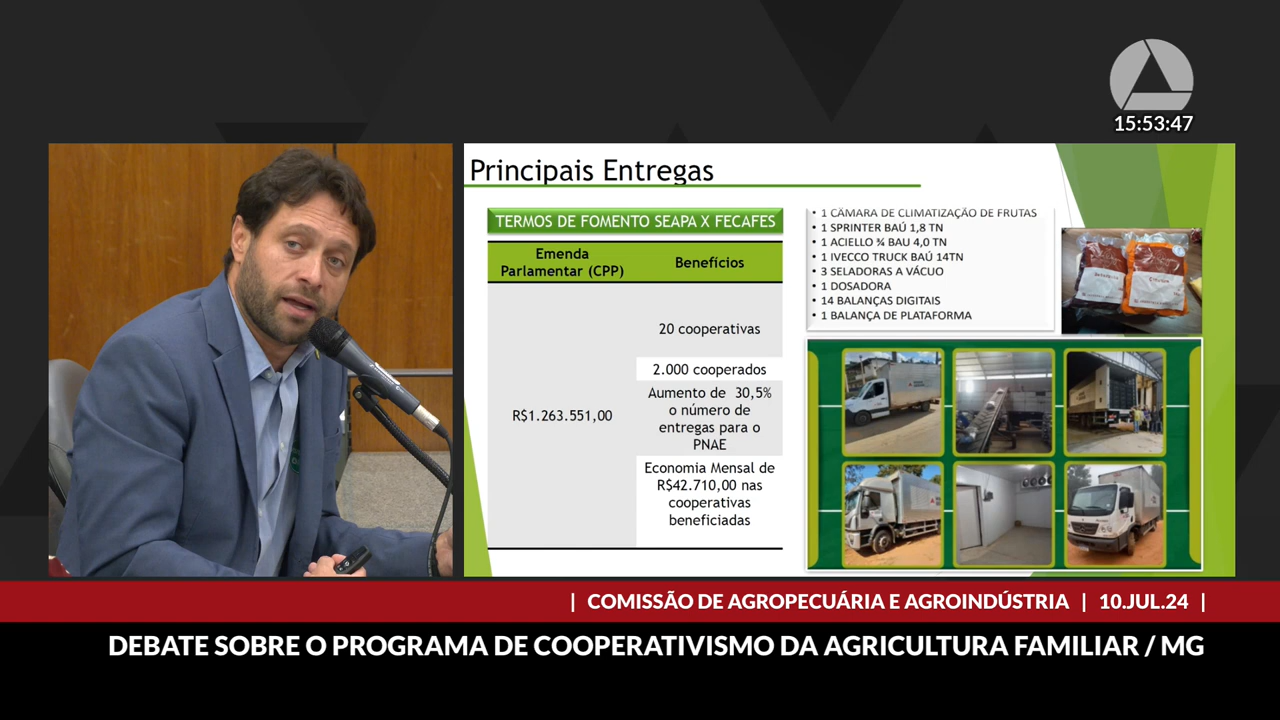 15:53:47
Principais Entregas
TERMOS DE FOMENTO SEAPA X FECAFES
Emenda
Parlamentar (CPP)
Benefícios
R$1.263.551,00
20 cooperativas
2.000 cooperados
Aumento de 30,5%
o número de
entregas para o
PNAE
Economia Mensal de
R$42.710,00 nas
cooperativas
beneficiadas
• 1 CÂMARA DE CLIMATIZAÇÃO DE FRUTAS
• 1 SPRINTER BAÚ 1,8 TN
• 1 ACIELLO ¾ BAU 4,0 TN
• 1 IVECCO TRUCK BAÚ 14TN
• 3 SELADORAS A VÁCUO
• 1 DOSADORA
• 14 BALANÇAS DIGITAIS
• 1 BALANÇA DE PLATAFORMA
| COMISSÃO DE AGROPECUÁRIA E AGROINDÚSTRIA | 10.JUL.24 |
DEBATE SOBRE O PROGRAMA DE COOPERATIVISMO DA AGRICULTURA FAMILIAR / MG